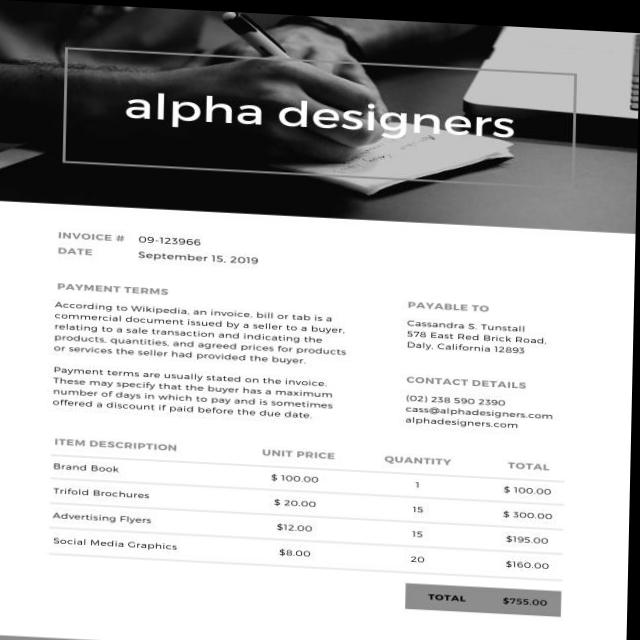 alpha designers
INVOICE # 09-123966
DATE September 15, 2019
PAYMENT TERMS
According to Wikipedia, an invoice, bill or tab is a
commercial document issued by a seller to a buyer,
relating to a sale transaction and indicating the
products, quantities, and agreed prices for products
or services the seller had provided the buyer.
Payment terms are usually stated on the invoice.
These may specify that the buyer has a maximum
number of days in which to pay and is sometimes
offered a discount if paid before the due date.
PAYABLE TO
Cassandra S. Tunstall
578 East Red Brick Road,
Daly, California 12893
CONTACT DETAILS
(02) 238 590 2390
cass@alphadesigners.com
alphadesigners.com
ITEM DESCRIPTION UNIT PRICE QUANTITY TOTAL
Brand Book $ 100.00 1 $ 100.00
Trifold Brochures $ 20.00 15 $ 300.00
Advertising Flyers $12.00 15 $195.00
Social Media Graphics $8.00 20 $160.00
TOTAL $755.00